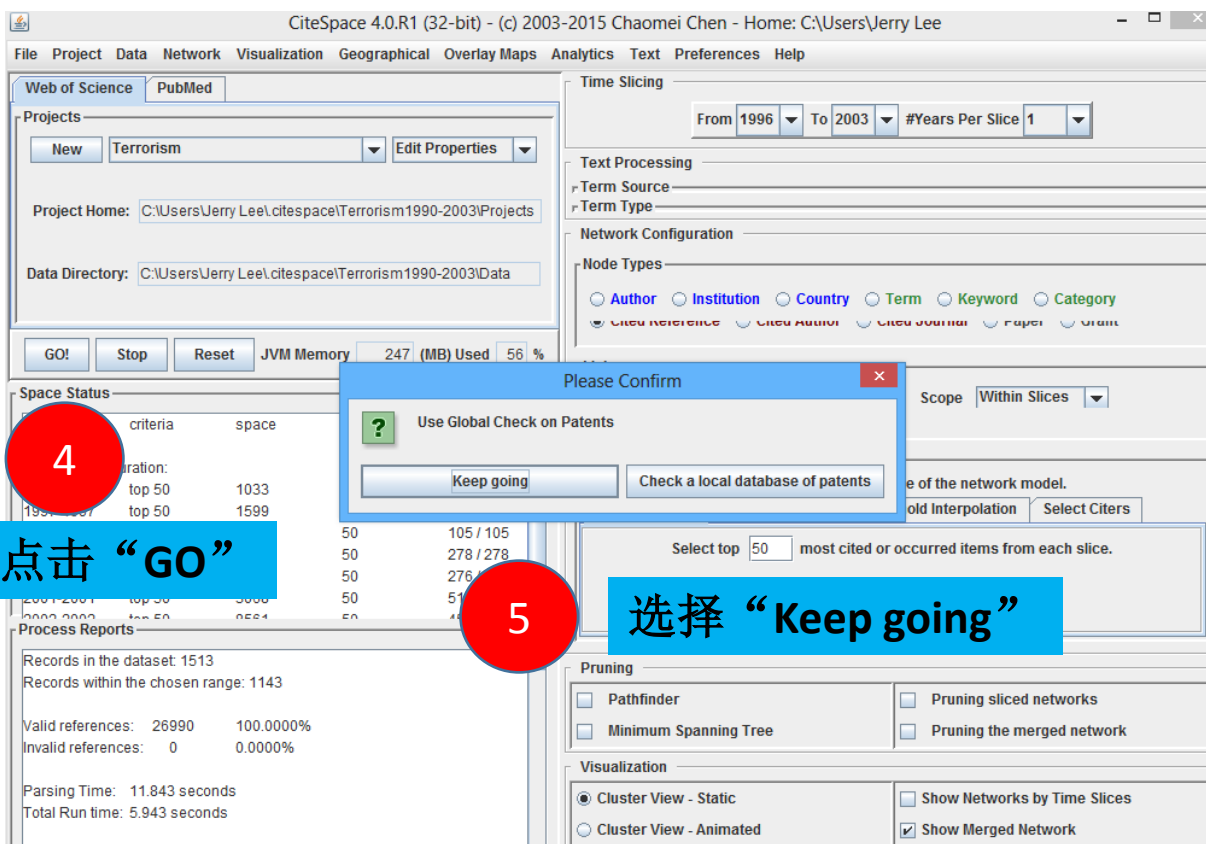 CiteSpace 4.0.R1 (32-bit) - (c) 2003-2015 Chaomei Chen - Home: C:\Users\Jerry Lee
File Project Data Network Visualization Geographical Overlay Maps Analytics Text Preferences Help
Web of Science PubMed
Projects
New Terrorism Edit Properties
Project Home: C:\Users\Jerry Lee\.citespace\Terrorism1990-2003\Projects
Data Directory: C:\Users\Jerry Lee\.citespace\Terrorism1990-2003\Data
GO! Stop Reset JVM Memory 247 (MB) Used 56 %
Space Status
criteria space
top 50 1033
top 50 1599
50 105 / 105
50 278 / 278
50 276
50
4
点击“GO”
Process Reports
Records in the dataset: 1513
Records within the chosen range: 1143
Valid references: 26990 100.0000%
Invalid references: 0 0.0000%
Parsing Time: 11.843 seconds
Total Run time: 5.943 seconds
Time Slicing
From 1996 To 2003 #Years Per Slice 1
Text Processing
Term Source
Term Type
Network Configuration
Node Types
Author Institution Country Term Keyword Category
Cited Reference Cited Author Cited Journal Paper Grant
Scope Within Slices
Please Confirm
Use Global Check on Patents
Keep going Check a local database of patents
e of the network model.
old Interpolation Select Citers
Select top 50 most cited or occurred items from each slice.
5
选择“Keep going”
Pruning
Pathfinder Pruning sliced networks
Minimum Spanning Tree Pruning the merged network
Visualization
Cluster View - Static Show Networks by Time Slices
Cluster View - Animated Show Merged Network